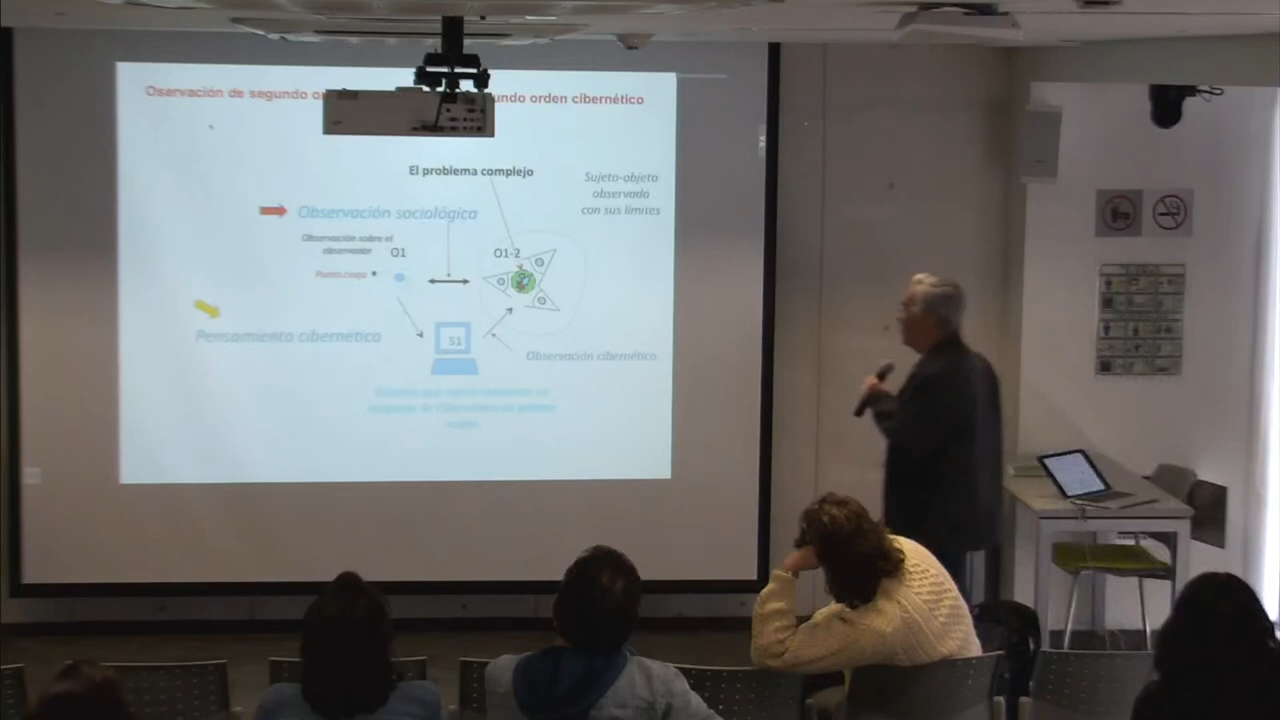 Oservación de segundo
undo orden cibernético
El problema complejo
Sujeto-objeto
observado
con sus límites
Observación sociológica
Observación sobre el
observador
O1
O1-2
Punto ciego
Pensamiento cibernético
S1
Observación cibernética